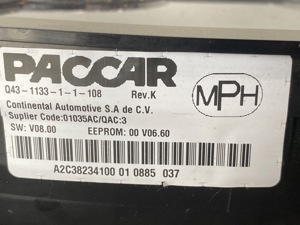 PACCAR
Q43-1133-1-1-108 Rev.K
MPH
Continental Automotive S.A de C.V.
Suplier Code:01035AC/QAC:3
SW: V08.00 EEPROM: 00 V06.60
A2C38234100 01 0885 037